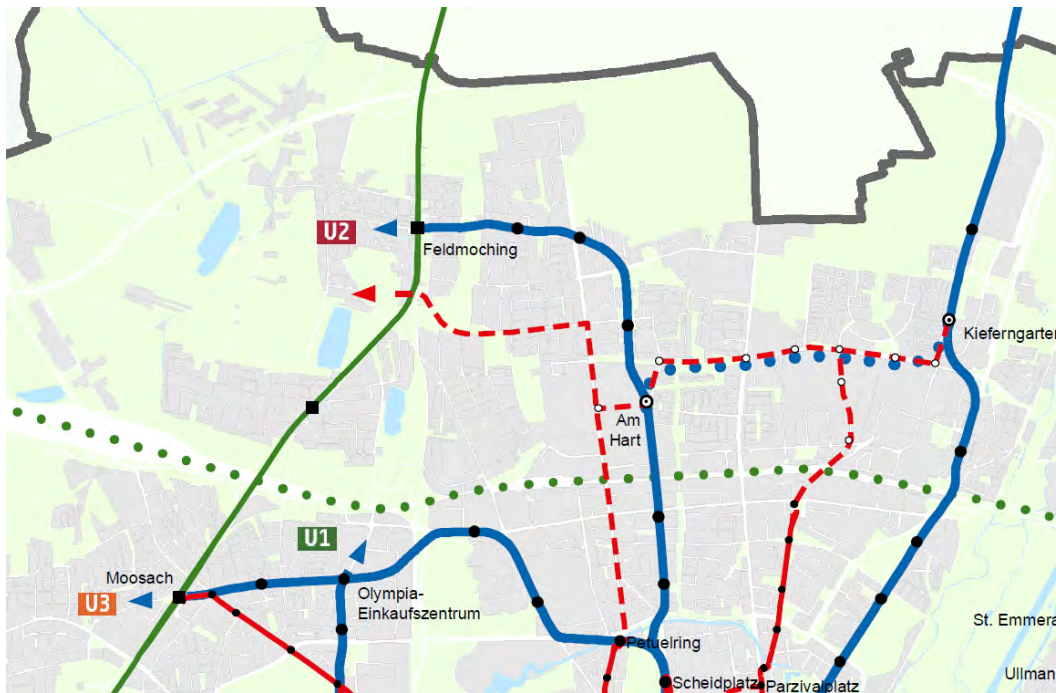 U2
Feldmoching
Kieferngarten
Am
Hart
U1
Moosach
U3
Olympia-
Einkaufszentrum
St. Emmera
Petuelring
Ullman
Scheidplatz
Parzivalplatz